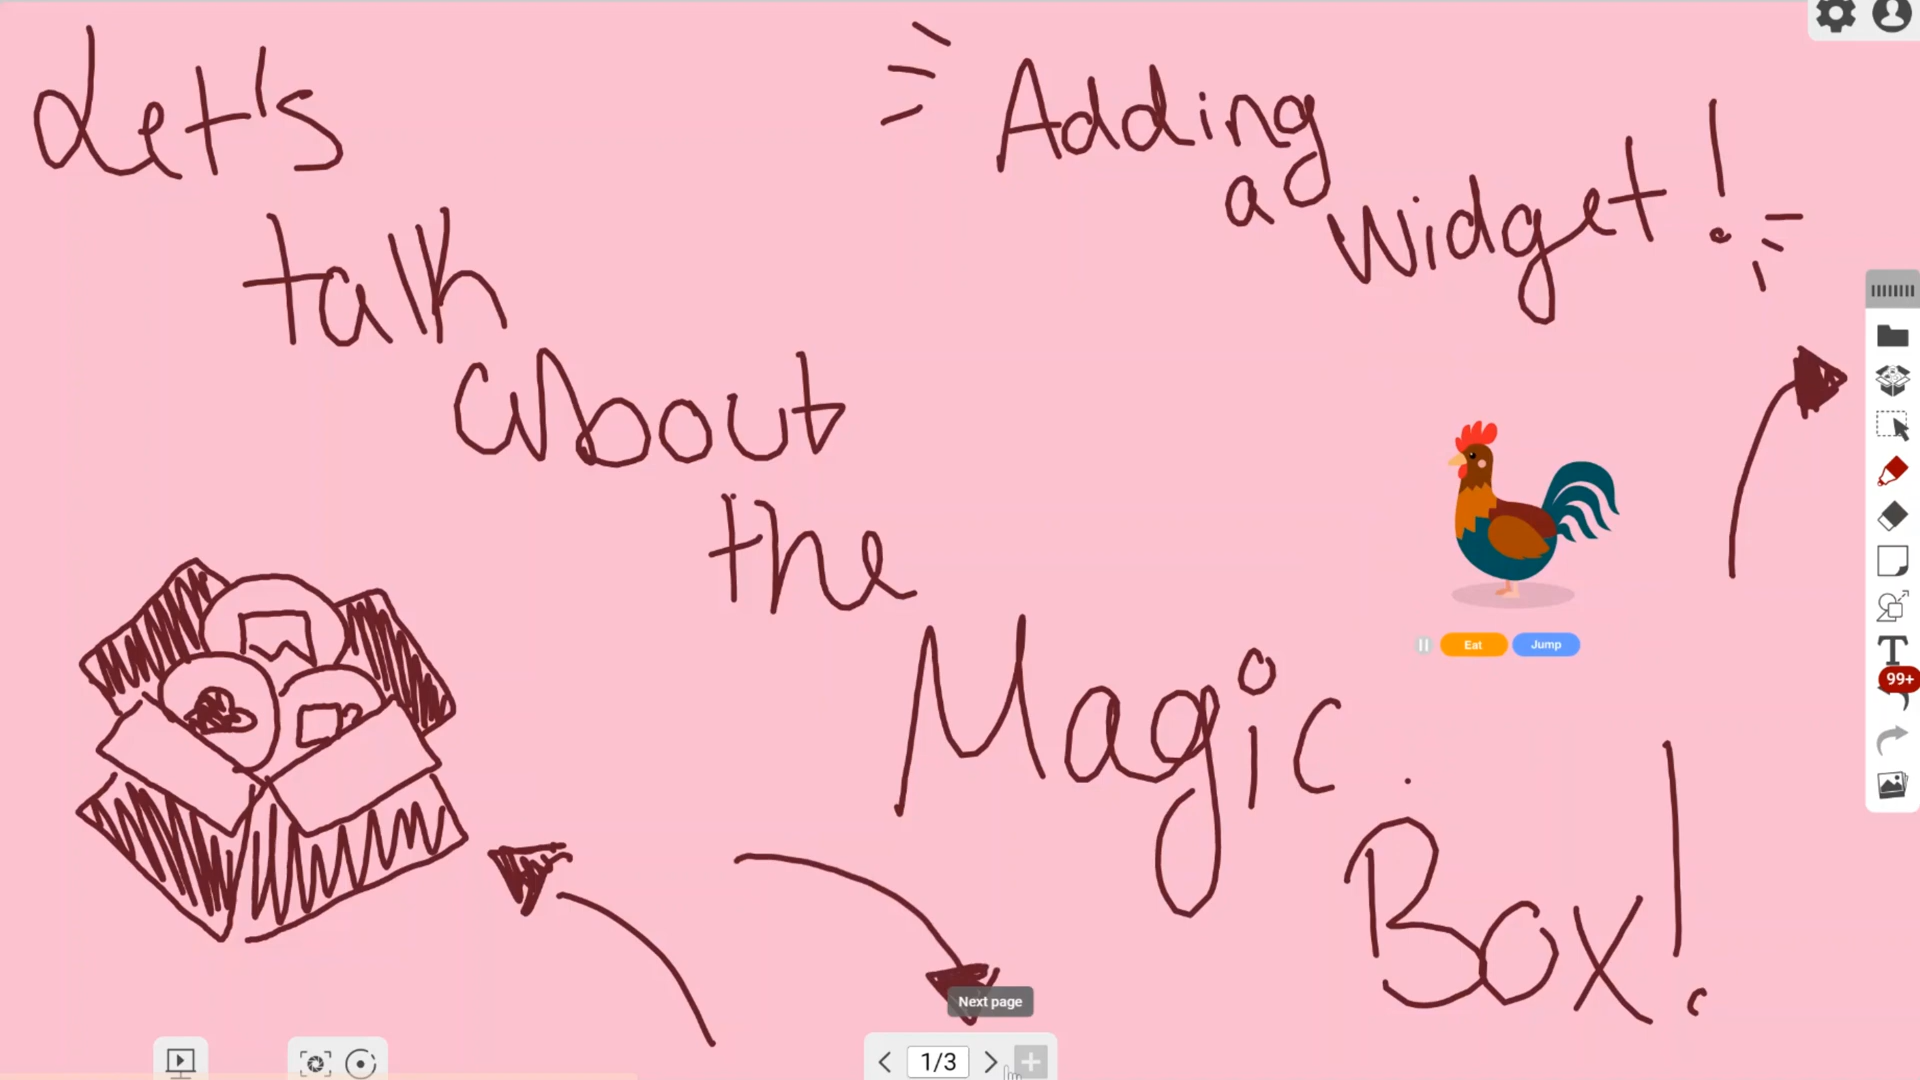 Let's
talk
about
the
Magic
Box!
Adding
a
Widget!
Eat
Jump
99+
Next page
1/3